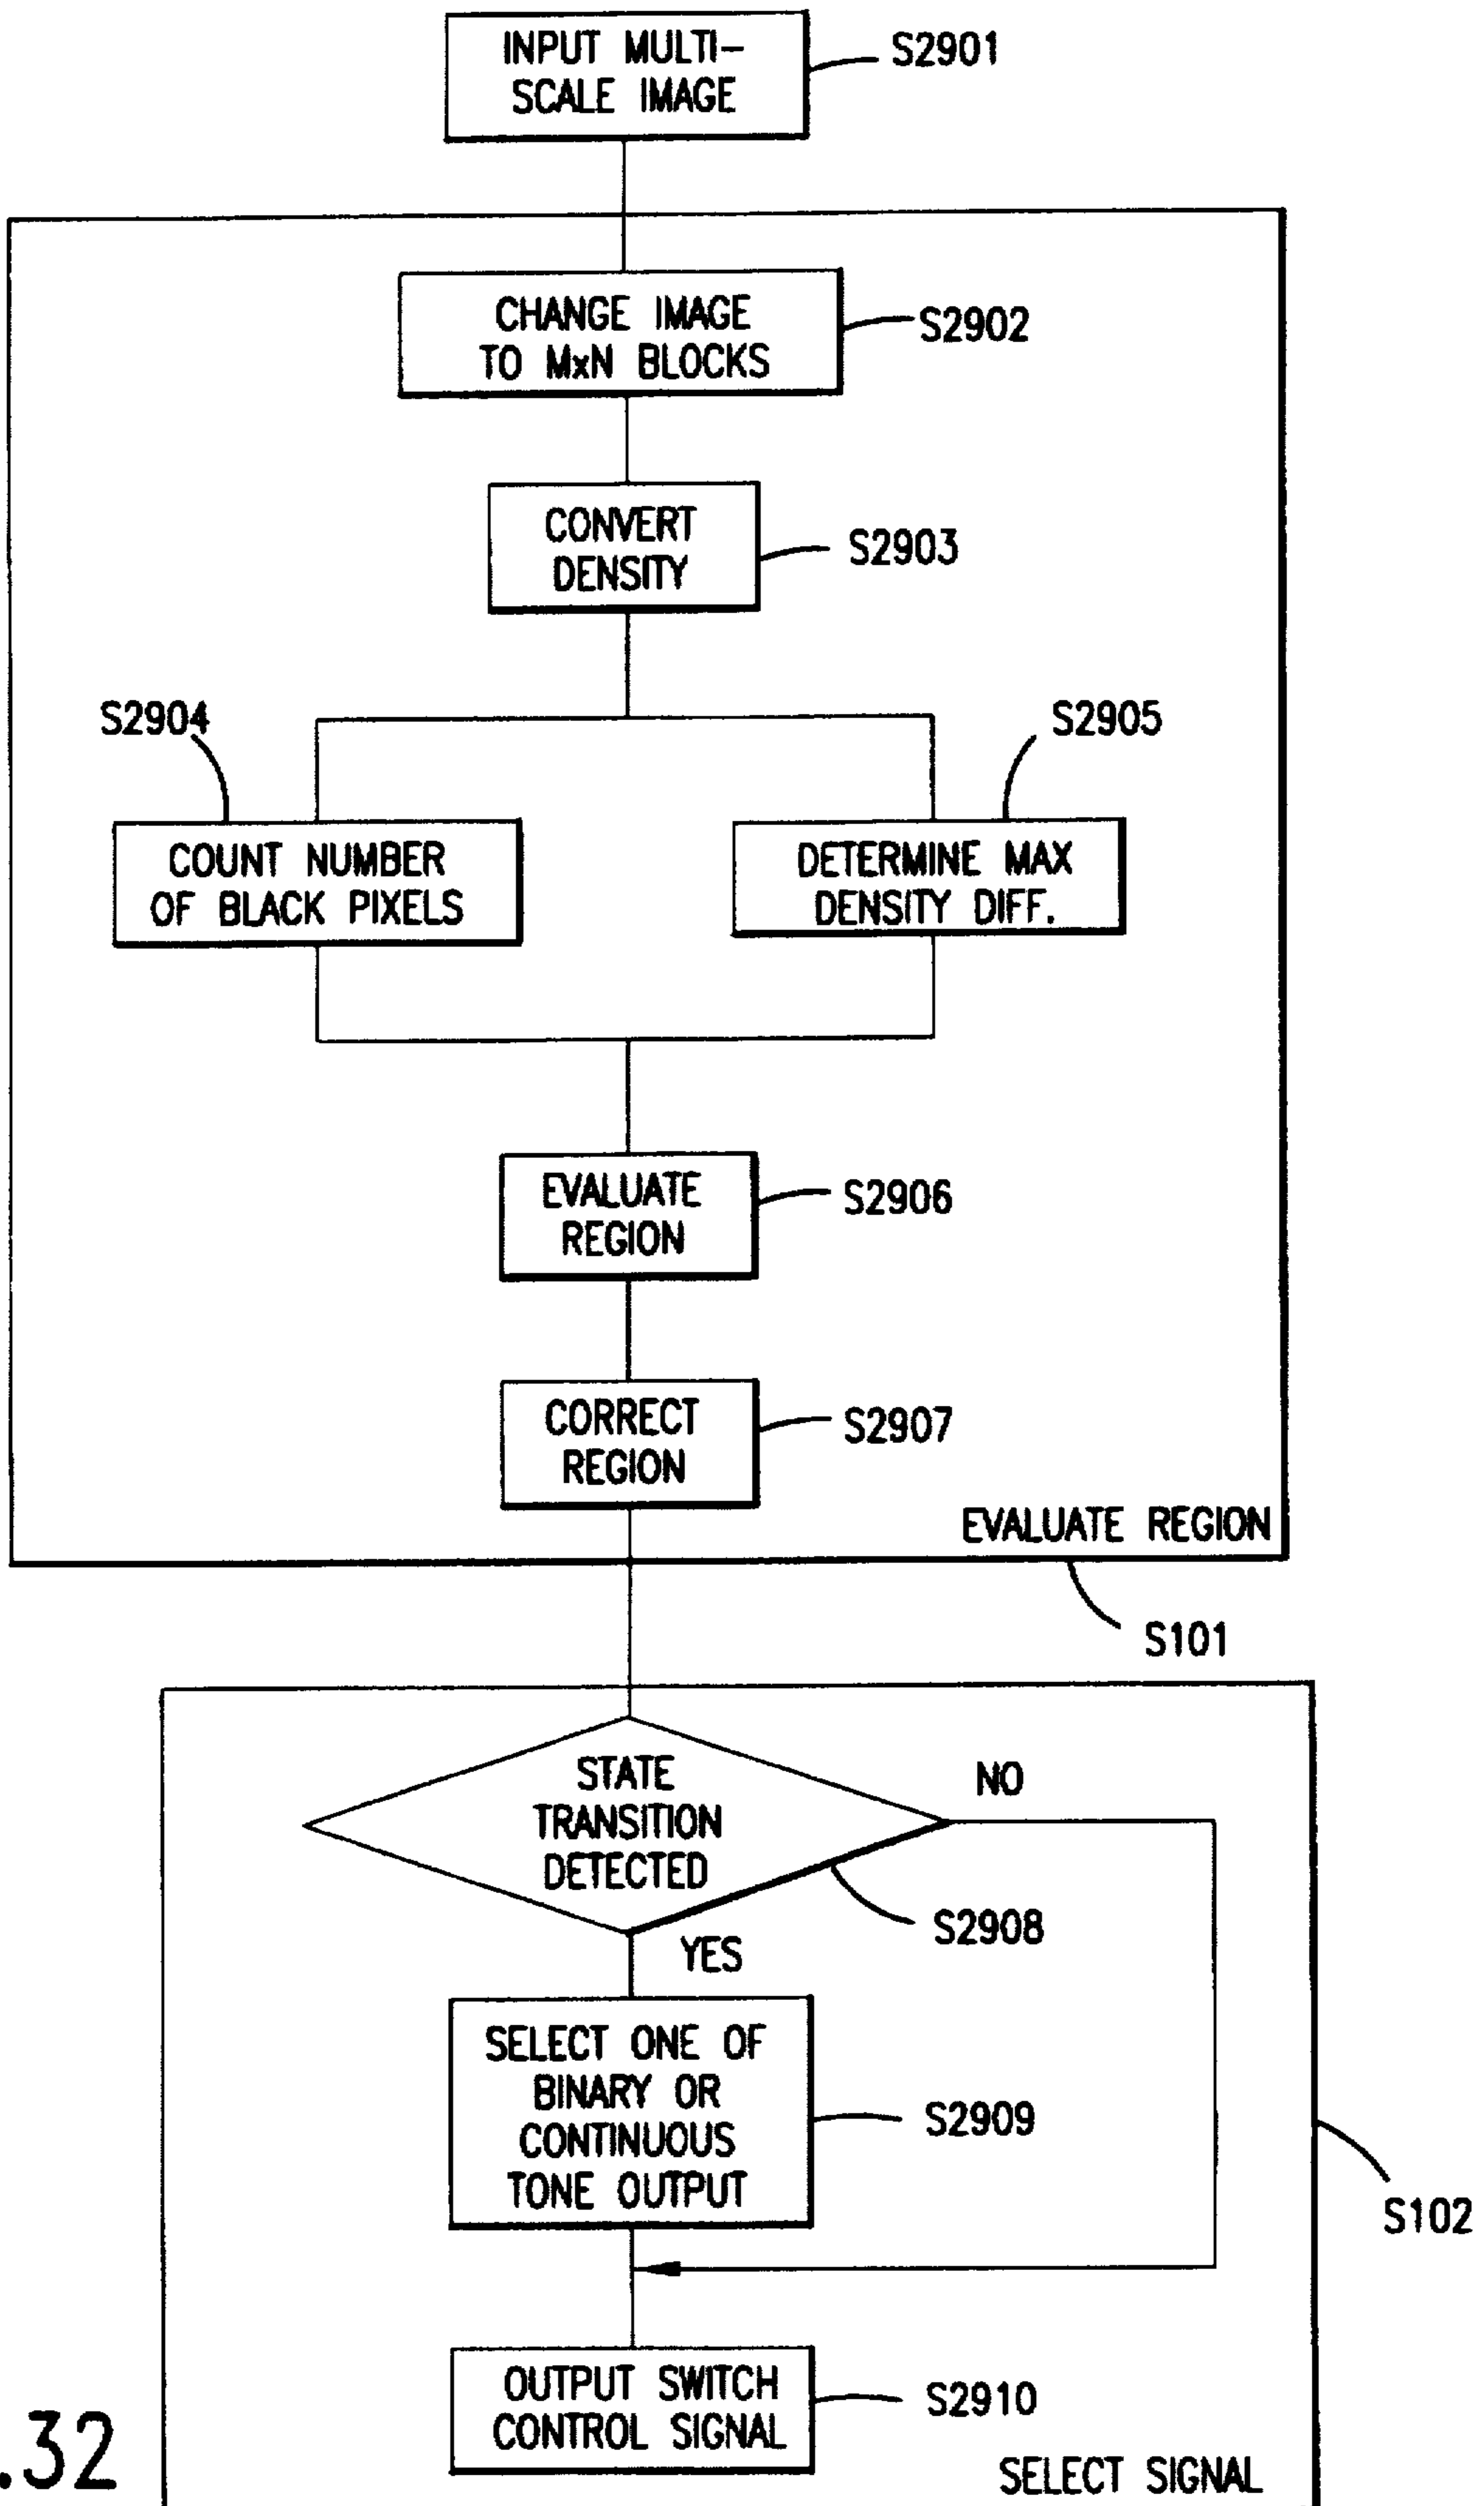 INPUT MULTI-
SCALE IMAGE
S2901
CHANGE IMAGE
TO MxN BLOCKS
S2902
CONVERT
DENSITY
S2903
S2904
S2905
COUNT NUMBER
OF BLACK PIXELS
DETERMINE MAX
DENSITY DIFF.
EVALUATE
REGION
S2906
CORRECT
REGION
S2907
EVALUATE REGION
S101
STATE
TRANSITION
DETECTED
NO
S2908
YES
SELECT ONE OF
BINARY OR
CONTINUOUS
TONE OUTPUT
S2909
S102
OUTPUT SWITCH
CONTROL SIGNAL
S2910
SELECT SIGNAL
.32